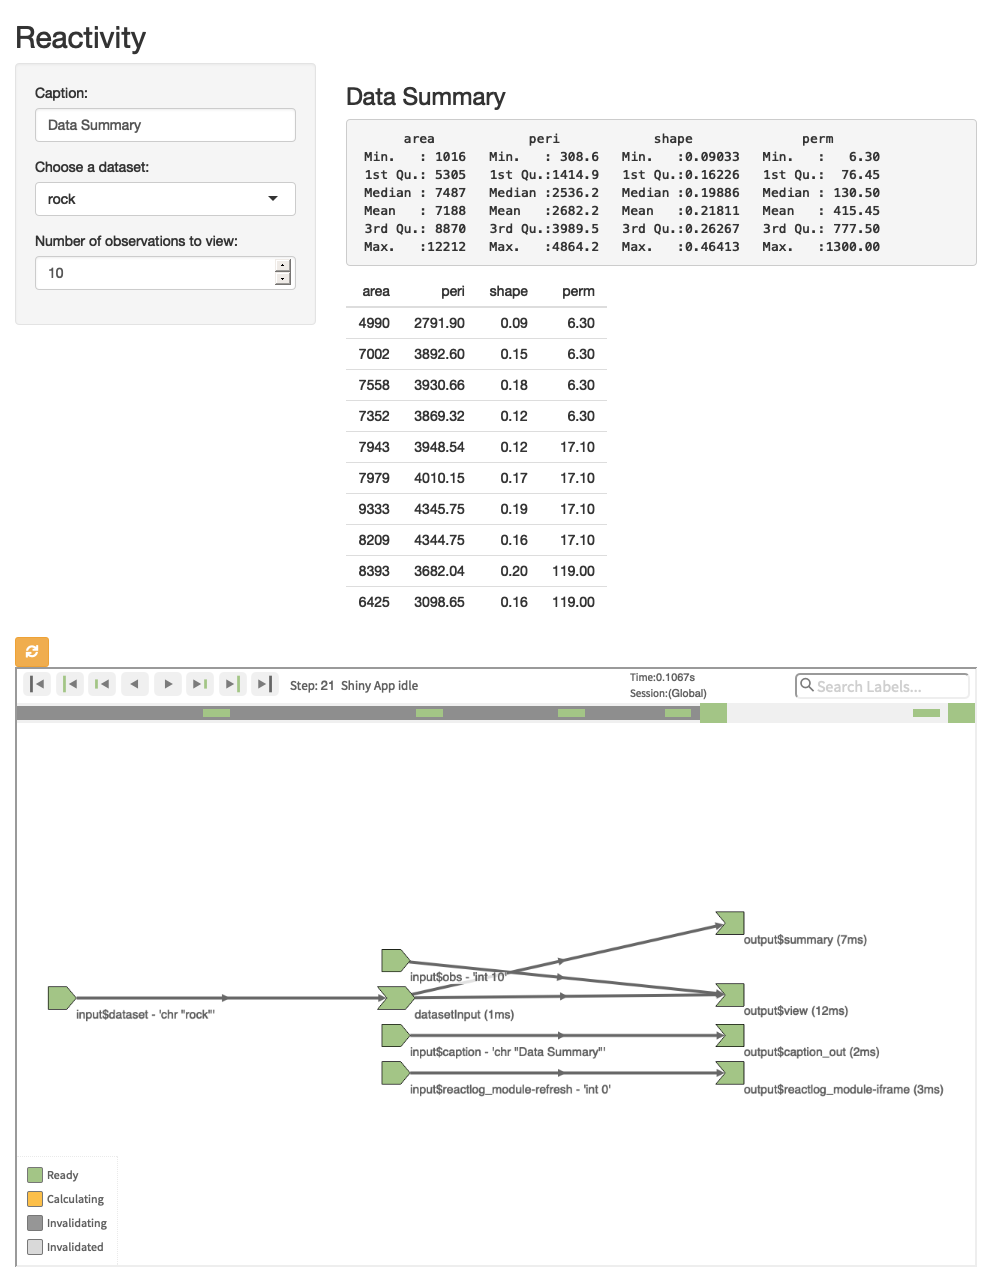 Reactivity
Caption:
Data Summary
Choose a dataset:
rock
Number of observations to view:
10
Data Summary
area peri shape perm
Min. : 1016 Min. : 308.6 Min. :0.09033 Min. : 6.30
1st Qu.: 5305 1st Qu.:1414.9 1st Qu.:0.16226 1st Qu.: 76.45
Median : 7487 Median :2536.2 Median :0.19886 Median : 130.50
Mean : 7188 Mean :2682.2 Mean :0.21811 Mean : 415.45
3rd Qu.: 8870 3rd Qu.:3989.5 3rd Qu.:0.26267 3rd Qu.: 777.50
Max. :12212 Max. :4864.2 Max. :0.46413 Max. :1300.00
area peri shape perm
4990 2791.90 0.09 6.30
7002 3892.60 0.15 6.30
7558 3930.66 0.18 6.30
7352 3869.32 0.12 6.30
7943 3948.54 0.12 17.10
7979 4010.15 0.17 17.10
9333 4345.75 0.19 17.10
8209 4344.75 0.16 17.10
8393 3682.04 0.20 119.00
6425 3098.65 0.16 119.00
Step: 21 Shiny App idle
Time:0.1067s
Session:(Global)
Search Labels...
output$summary (7ms)
input$obs - 'int 10'
output$view (12ms)
input$dataset - 'chr "rock"'
datasetInput (1ms)
input$caption - 'chr "Data Summary"'
output$caption_out (2ms)
input$reactlog_module-refresh - 'int 0'
output$reactlog_module-iframe (3ms)
Ready
Calculating
Invalidating
Invalidated